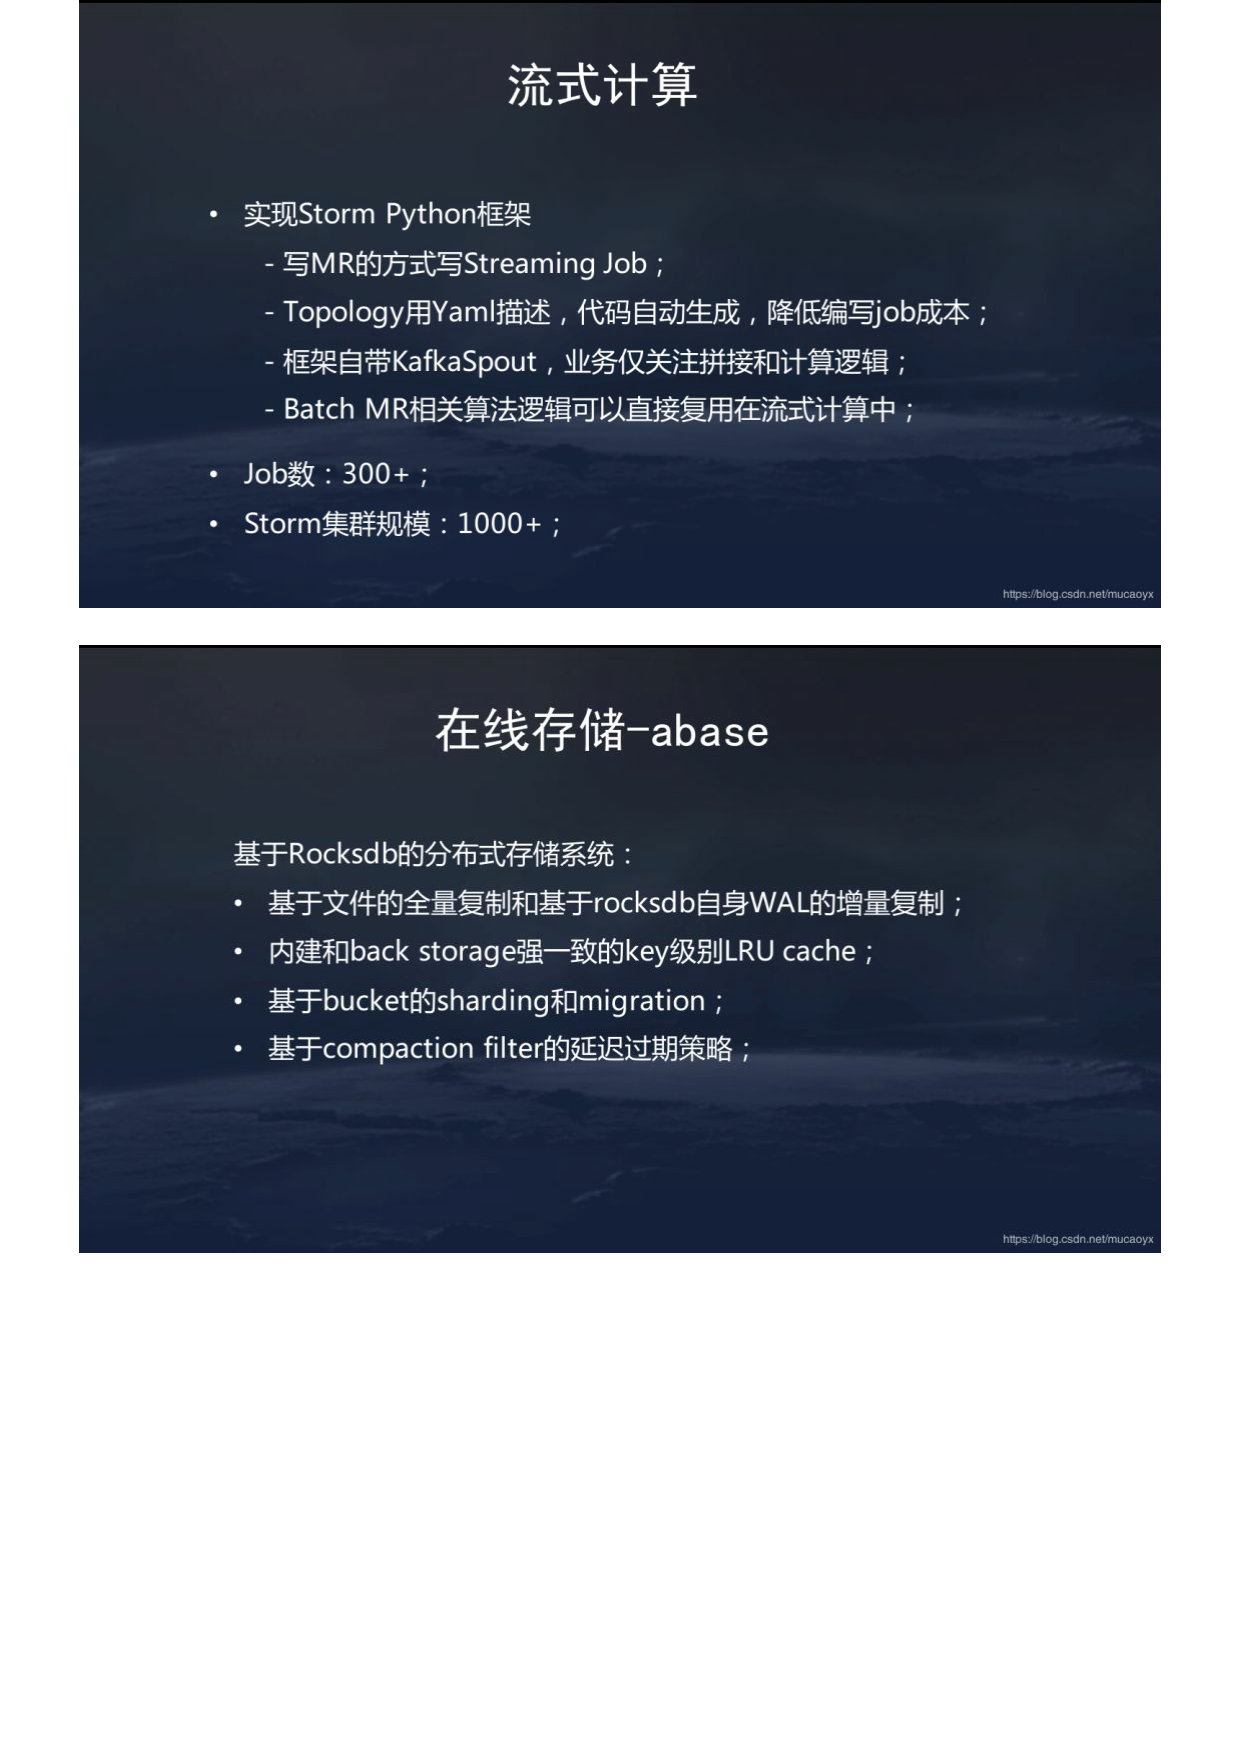 流式计算
• 实现Storm Python框架
- 写MR的方式写Streaming Job；
- Topology用Yaml描述，代码自动生成，降低编写job成本；
- 框架自带KafkaSpout，业务仅关注拼接和计算逻辑；
- Batch MR相关算法逻辑可以直接复用在流式计算中；
• Job数：300+；
• Storm集群规模：1000+；
https://blog.csdn.net/mucaoyx
在线存储-abase
基于Rocksdb的分布式存储系统：
• 基于文件的全量复制和基于rocksdb自身WAL的增量复制；
• 内建和back storage强一致的key级别LRU cache；
• 基于bucket的sharding和migration；
• 基于compaction filter的延迟过期策略；
https://blog.csdn.net/mucaoyx